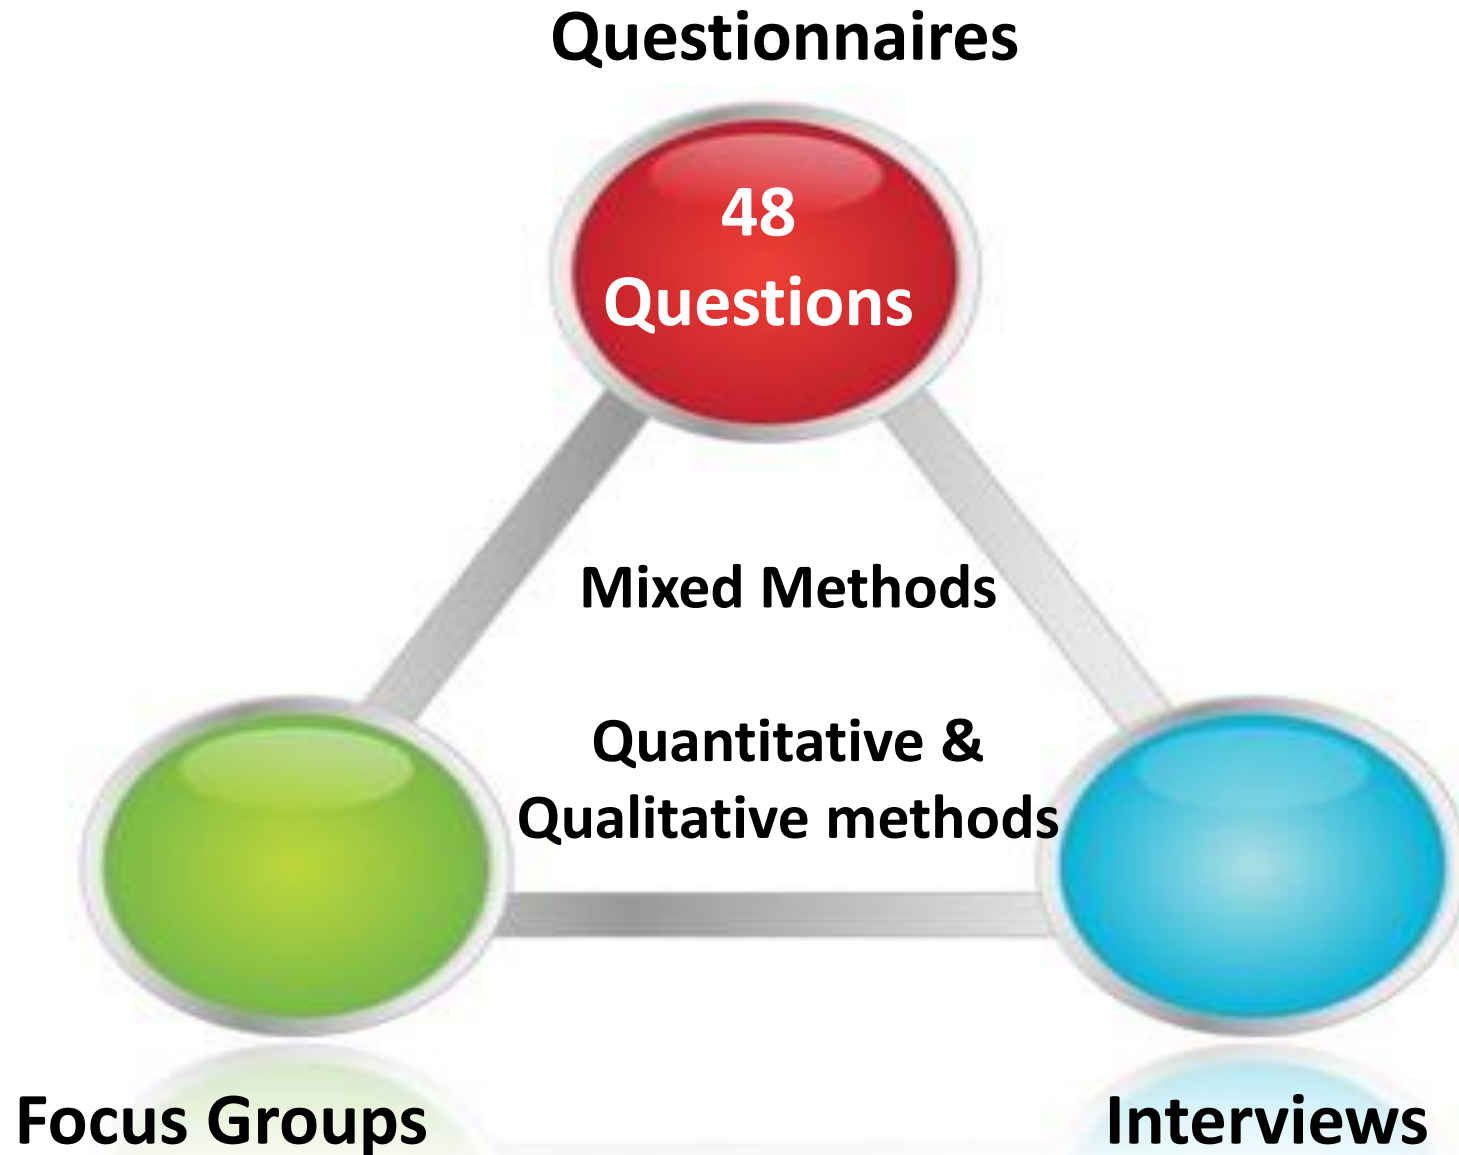 Questionnaires
48
Questions
Mixed Methods
Quantitative &
Qualitative methods
Focus Groups
Interviews